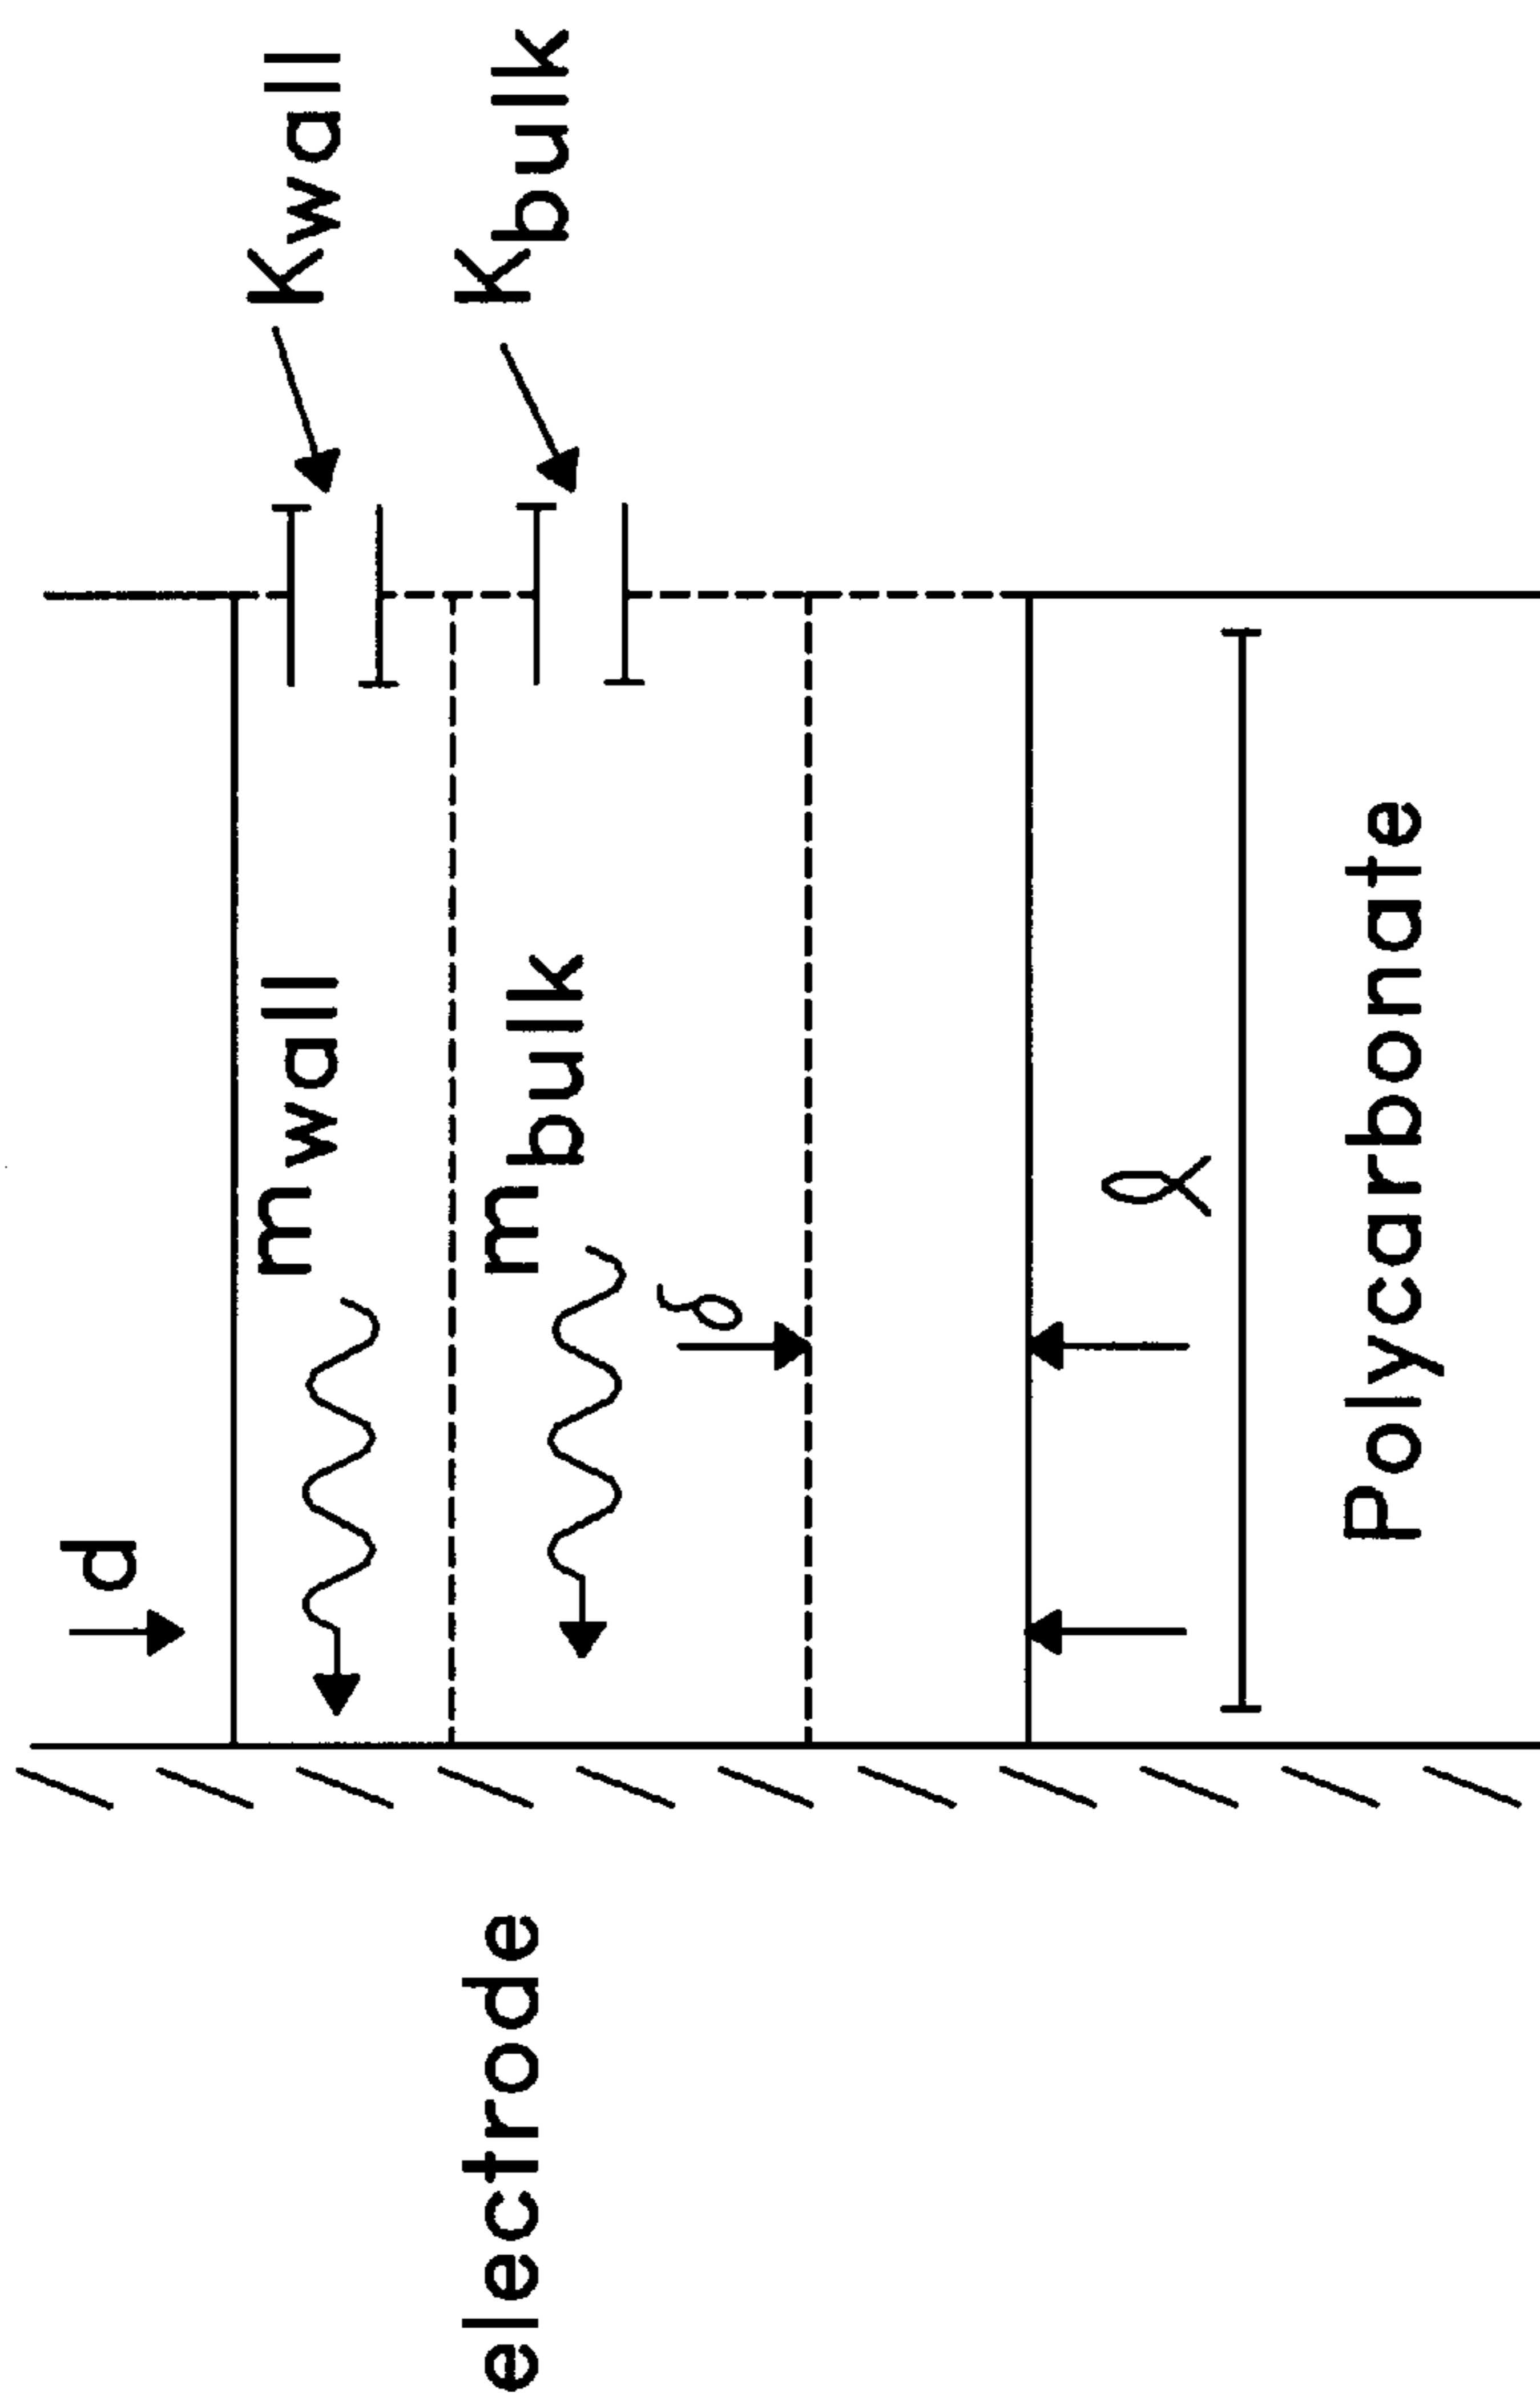 Kwall
Kbulk
mwall
mbulk
d
δ
ℓ
Polycarbonate
electrode